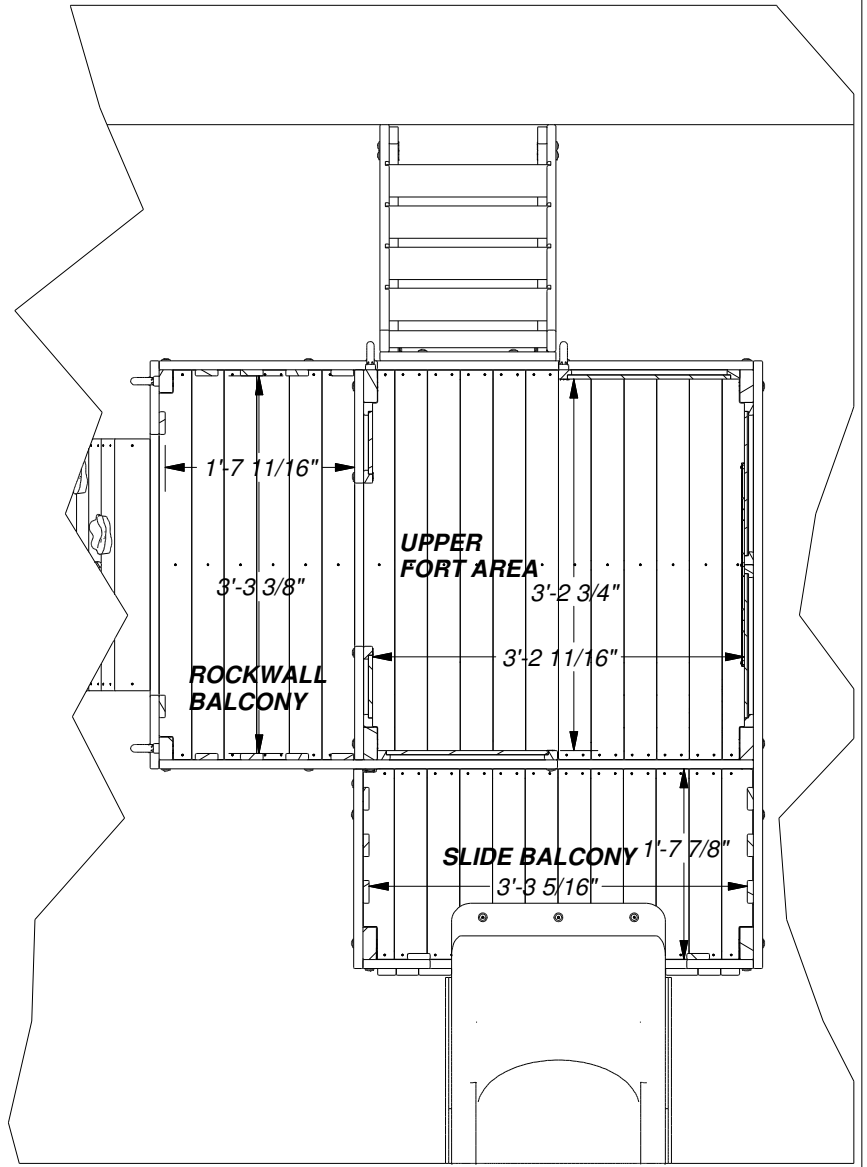 1'-7 11/16"
UPPER
FORT AREA
3'-3 3/8"
3'-2 3/4"
3'-2 11/16"
ROCKWALL
BALCONY
SLIDE BALCONY
1'-7 7/8"
3'-3 5/16"